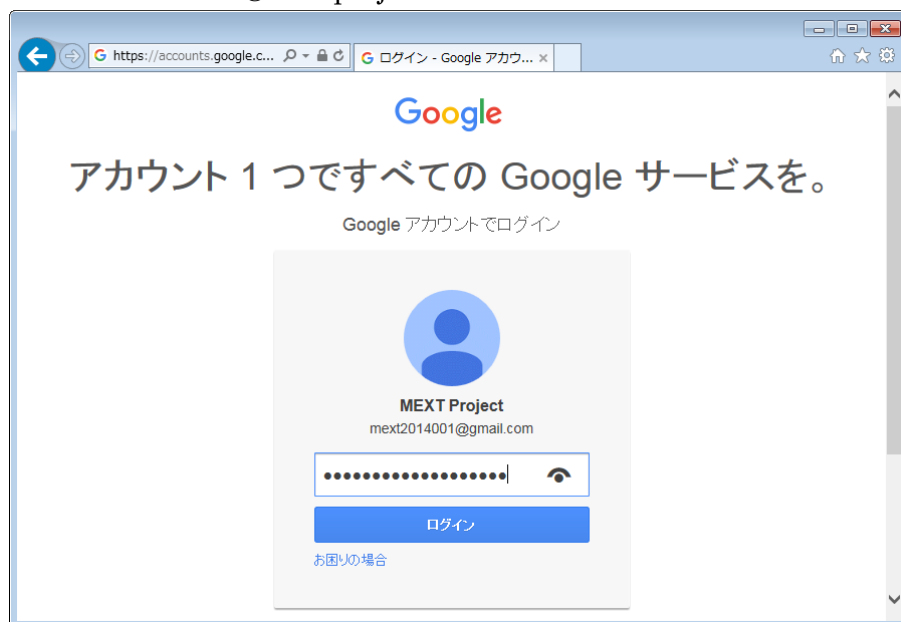 https://accounts.google.c...
G ログイン - Google アカウ... ×
Google
アカウント 1 つですべての Google サービスを。
Google アカウントでログイン
MEXT Project
mext2014001@gmail.com
●●●●●●●●●●●●●●●●●●●
ログイン
お困りの場合